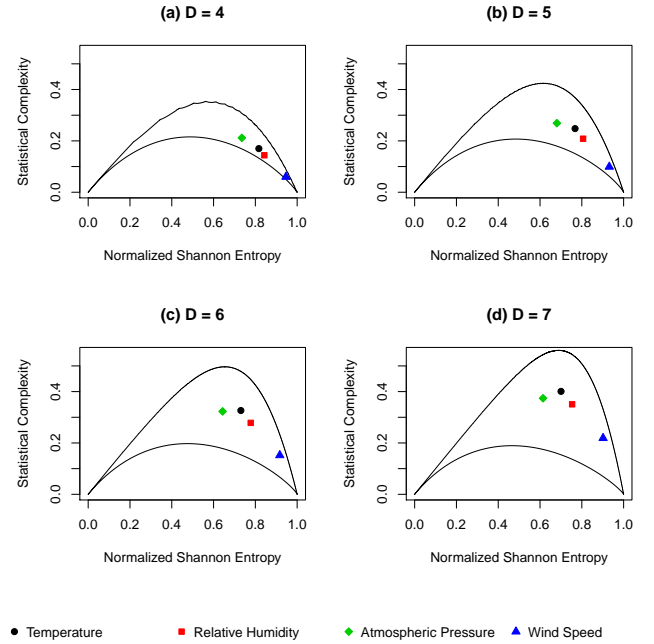 (a) D = 4
Statistical Complexity
0.0 0.2 0.4
0.0 0.2 0.4 0.6 0.8 1.0
Normalized Shannon Entropy
(b) D = 5
Statistical Complexity
0.0 0.2 0.4
0.0 0.2 0.4 0.6 0.8 1.0
Normalized Shannon Entropy
(c) D = 6
Statistical Complexity
0.0 0.2 0.4
0.0 0.2 0.4 0.6 0.8 1.0
Normalized Shannon Entropy
(d) D = 7
Statistical Complexity
0.0 0.2 0.4
0.0 0.2 0.4 0.6 0.8 1.0
Normalized Shannon Entropy
Temperature Relative Humidity Atmospheric Pressure Wind Speed